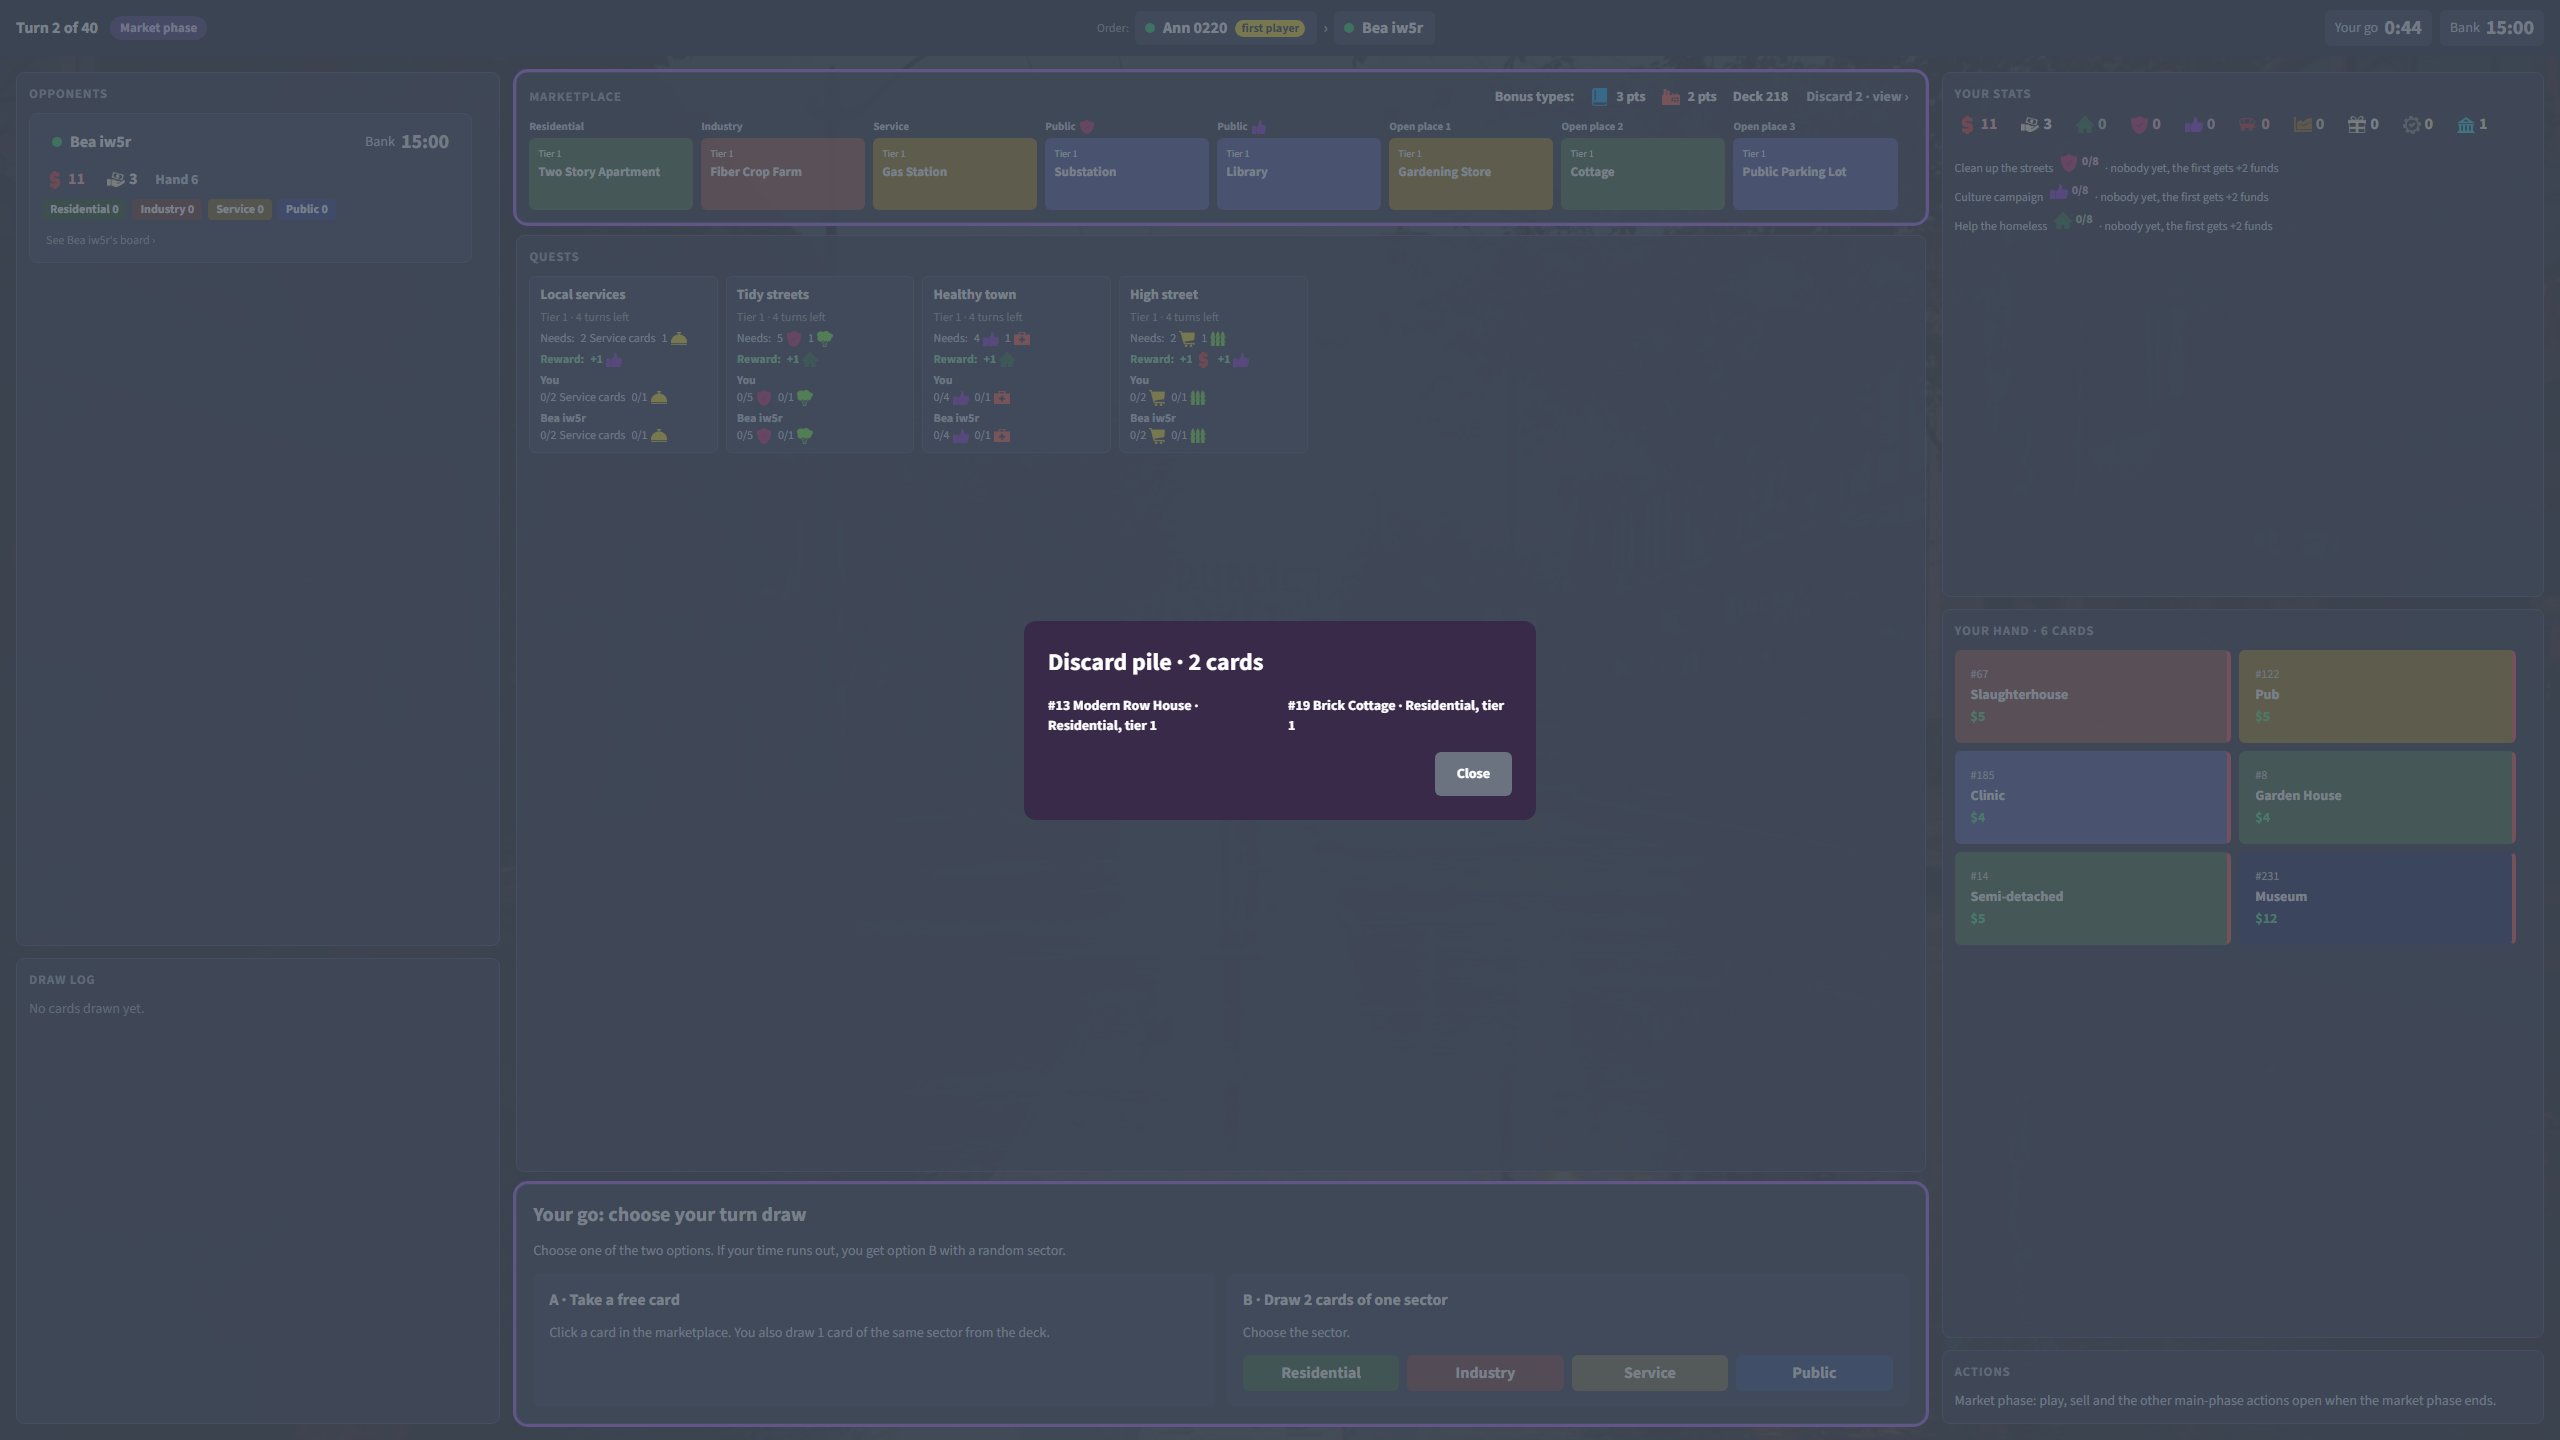 Turn 2 of 40 Market phase
Order: Ann 0220 first player › Bea iw5r
Your go 0:44 Bank 15:00
OPPONENTS
Bea iw5r Bank 15:00
11 3 Hand 6
Residential 0 Industry 0 Service 0 Public 0
See Bea iw5r's board ›
DRAW LOG
No cards drawn yet.
MARKETPLACE
Bonus types: 3 pts 2 pts Deck 218 Discard 2 · view ›
Residential Industry Service Public Public Open place 1 Open place 2 Open place 3
Tier 1 Tier 1 Tier 1 Tier 1 Tier 1 Tier 1 Tier 1 Tier 1
Two Story Apartment Fiber Crop Farm Gas Station Substation Library Gardening Store Cottage Public Parking Lot
QUESTS
Local services
Tier 1 · 4 turns left
Needs: 2 Service cards 1
Reward: +1
You
0/2 Service cards 0/1
Bea iw5r
0/2 Service cards 0/1
Tidy streets
Tier 1 · 4 turns left
Needs: 5 1
Reward: +1
You
0/5 0/1
Bea iw5r
0/5 0/1
Healthy town
Tier 1 · 4 turns left
Needs: 4 1
Reward: +1
You
0/4 0/1
Bea iw5r
0/4 0/1
High street
Tier 1 · 4 turns left
Needs: 2 1
Reward: +1 $ +1
You
0/2 0/1
Bea iw5r
0/2 0/1
Discard pile · 2 cards
#13 Modern Row House ·
Residential, tier 1
#19 Brick Cottage · Residential, tier
1
Close
Your go: choose your turn draw
Choose one of the two options. If your time runs out, you get option B with a random sector.
A · Take a free card
Click a card in the marketplace. You also draw 1 card of the same sector from the deck.
B · Draw 2 cards of one sector
Choose the sector.
Residential Industry Service Public
YOUR STATS
$ 11 3 0 0 0 0 0 0 0 1
Clean up the streets 0/8 · nobody yet, the first gets +2 funds
Culture campaign 0/8 · nobody yet, the first gets +2 funds
Help the homeless 0/8 · nobody yet, the first gets +2 funds
YOUR HAND · 6 CARDS
#67
Slaughterhouse
$5
#122
Pub
$5
#185
Clinic
$4
#8
Garden House
$4
#14
Semi-detached
$5
#231
Museum
$12
ACTIONS
Market phase: play, sell and the other main-phase actions open when the market phase ends.